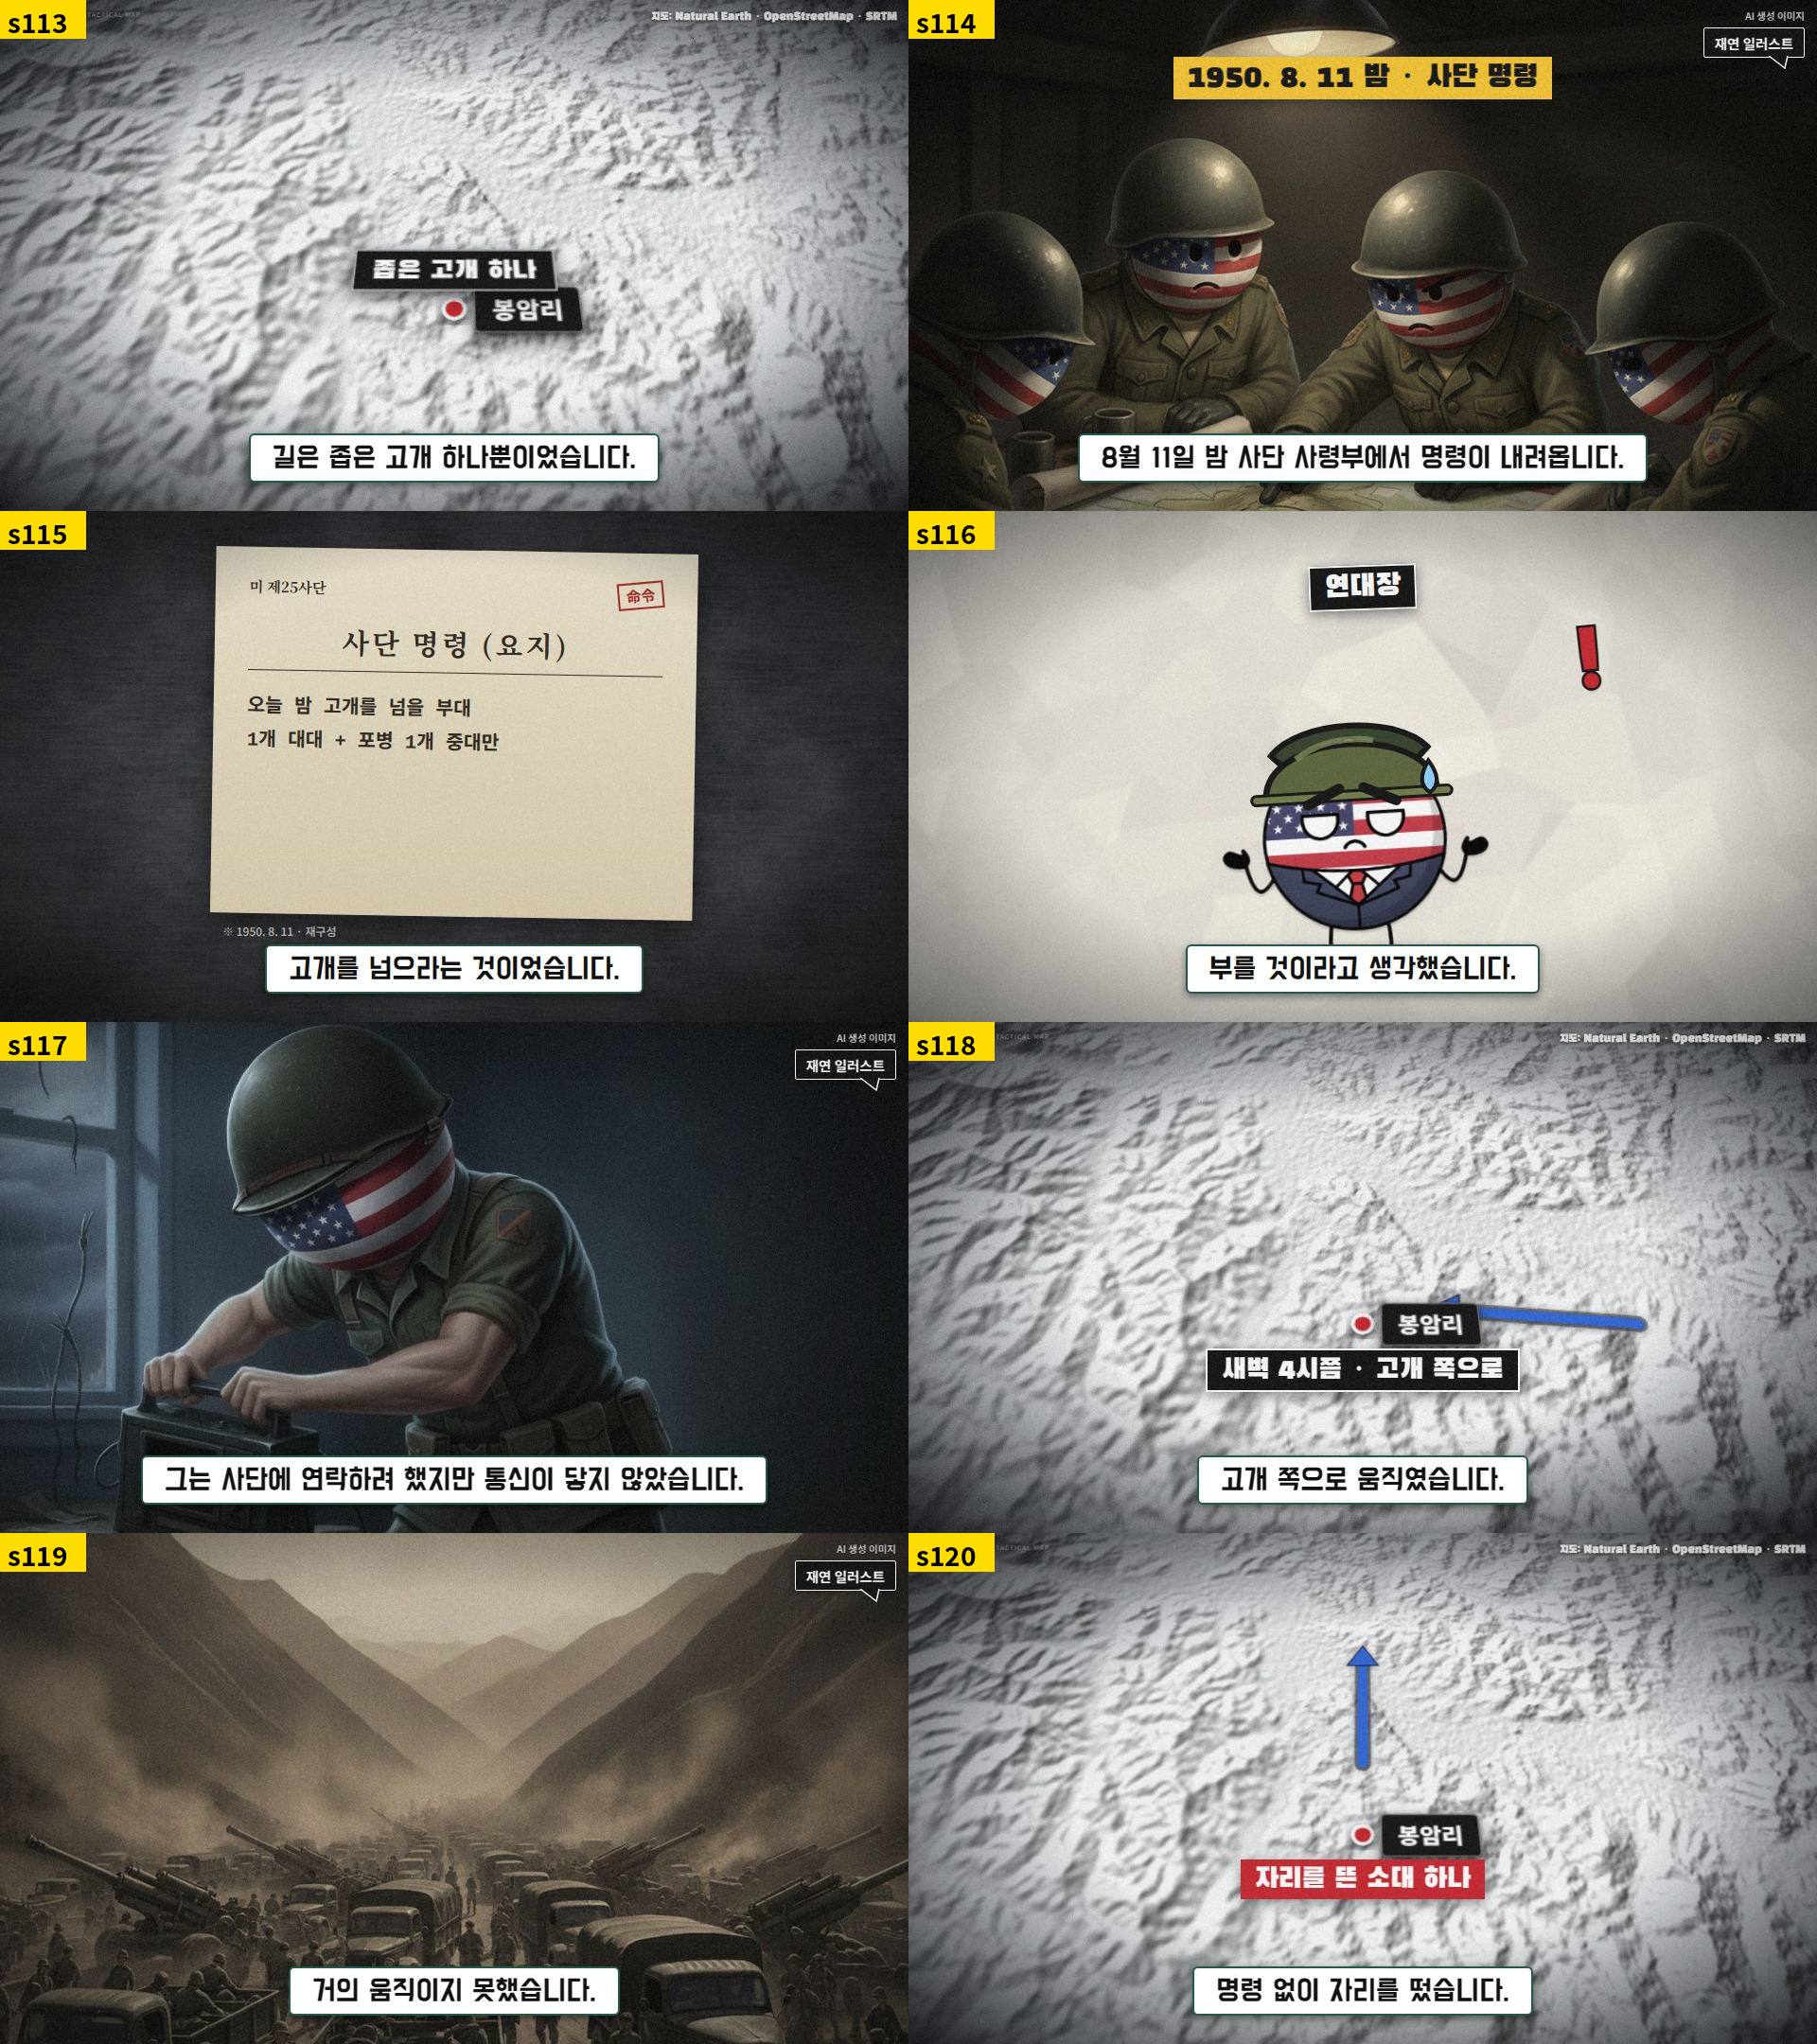 s113
TACTICAL MAP
지도: Natural Earth · OpenStreetMap · SRTM
좁은 고개 하나
봉암리
길은 좁은 고개 하나뿐이었습니다.
s114
AI 생성 이미지
재연 일러스트
1950. 8. 11 밤 · 사단 명령
8월 11일 밤 사단 사령부에서 명령이 내려옵니다.
s115
미 제25사단
命令
사단 명령 (요지)
오늘 밤 고개를 넘을 부대
1개 대대 + 포병 1개 중대만
※ 1950. 8. 11 · 재구성
고개를 넘으라는 것이었습니다.
s116
연대장
부를 것이라고 생각했습니다.
s117
AI 생성 이미지
재연 일러스트
그는 사단에 연락하려 했지만 통신이 닿지 않았습니다.
s118
TACTICAL MAP
지도: Natural Earth · OpenStreetMap · SRTM
봉암리
새벽 4시쯤 · 고개 쪽으로
고개 쪽으로 움직였습니다.
s119
AI 생성 이미지
재연 일러스트
거의 움직이지 못했습니다.
s120
TACTICAL MAP
지도: Natural Earth · OpenStreetMap · SRTM
봉암리
자리를 뜬 소대 하나
명령 없이 자리를 떴습니다.